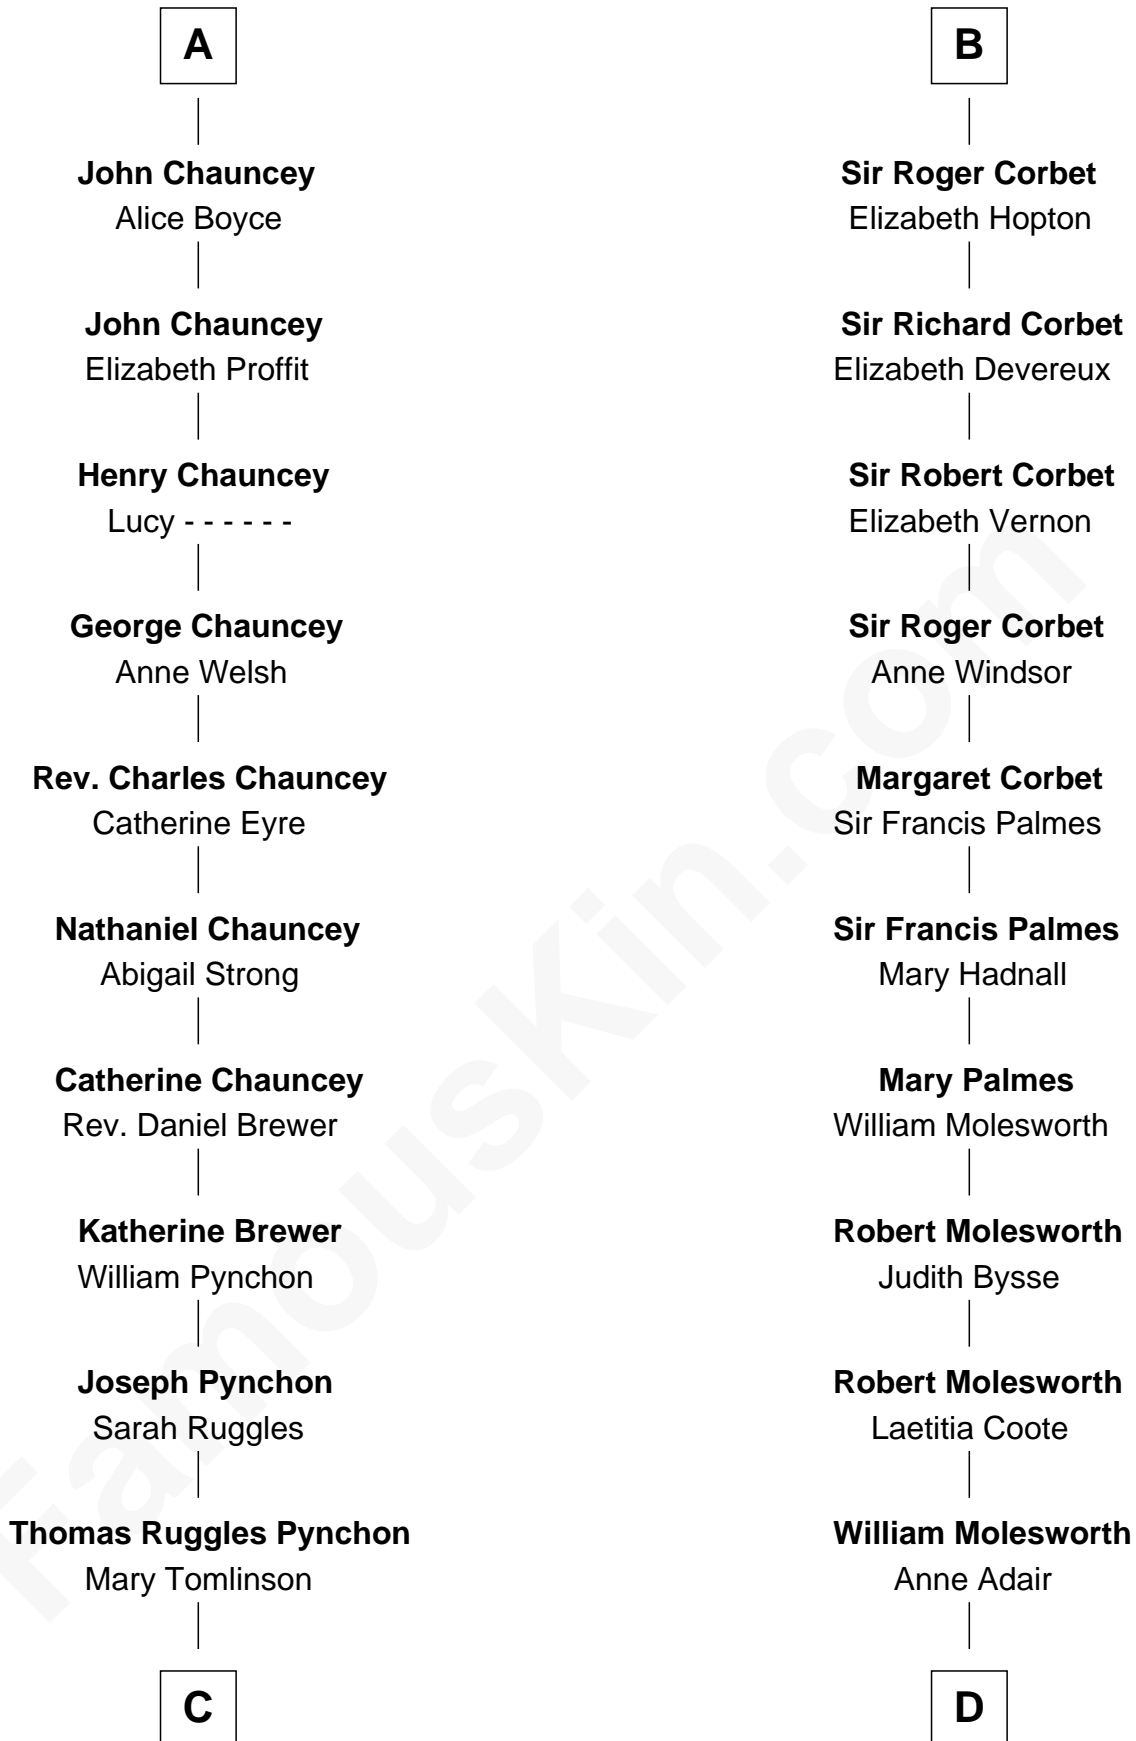 A
John Chauncey
Alice Boyce
John Chauncey
Elizabeth Proffit
Henry Chauncey
Lucy - - - - - -
George Chauncey
Anne Welsh
Rev. Charles Chauncey
Catherine Eyre
Nathaniel Chauncey
Abigail Strong
Catherine Chauncey
Rev. Daniel Brewer
Katherine Brewer
William Pynchon
Joseph Pynchon
Sarah Ruggles
Thomas Ruggles Pynchon
Mary Tomlinson
C
B
Sir Roger Corbet
Elizabeth Hopton
Sir Richard Corbet
Elizabeth Devereux
Sir Robert Corbet
Elizabeth Vernon
Sir Roger Corbet
Anne Windsor
Margaret Corbet
Sir Francis Palmes
Sir Francis Palmes
Mary Hadnall
Mary Palmes
William Molesworth
Robert Molesworth
Judith Bysse
Robert Molesworth
Laetitia Coote
William Molesworth
Anne Adair
D
FamousKin.com